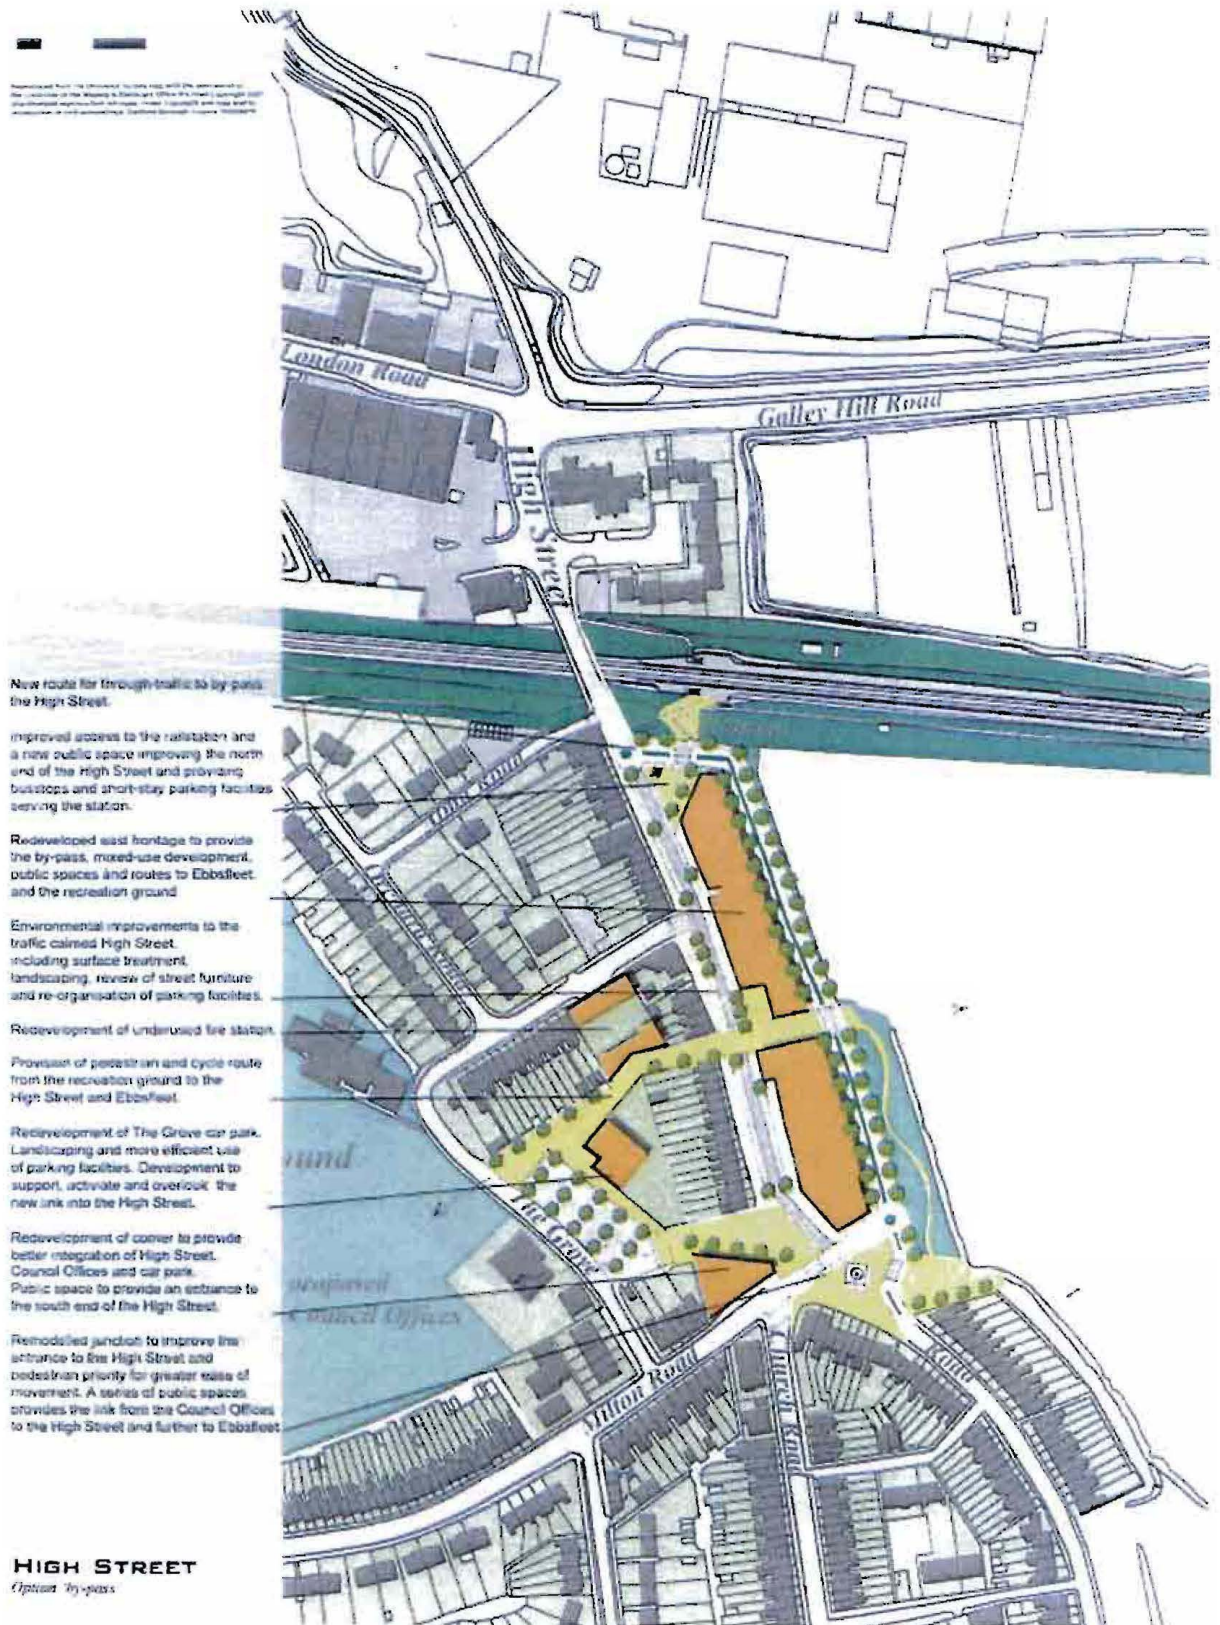 London Road
Galley Hill Road
High Street
New route for through-traffic to by-pass
the High Street.
Improved access to the railstation and
a new public space improving the north
end of the High Street and providing
busstops and short-stay parking facilities
serving the station.
Redeveloped east frontage to provide
the by-pass, mixed-use development,
public spaces and routes to Ebbsfleet,
and the recreation ground
Environmental improvements to the
traffic calmed High Street,
including surface treatment,
landscaping, review of street furniture
and re-organisation of parking facilities.
Redevelopment of underused fire station.
Provision of pedestrian and cycle route
from the recreation ground to the
High Street and Ebbsfleet.
Redevelopment of The Grove car park.
Landscaping and more efficient use
of parking facilities. Development to
support, activate and overlook the
new link into the High Street.
Redevelopment of corner to provide
better integration of High Street,
Council Offices and car park.
Public space to provide an entrance to
the south end of the High Street.
Remodelled junction to improve the
entrance to the High Street and
pedestrian priority for greater ease of
movement. A series of public spaces
provides the link from the Council Offices
to the High Street and further to Ebbsfleet
Road
und
The Grove
Council Offices
Milton Road
Church Road
Road
HIGH STREET
Option 'by-pass